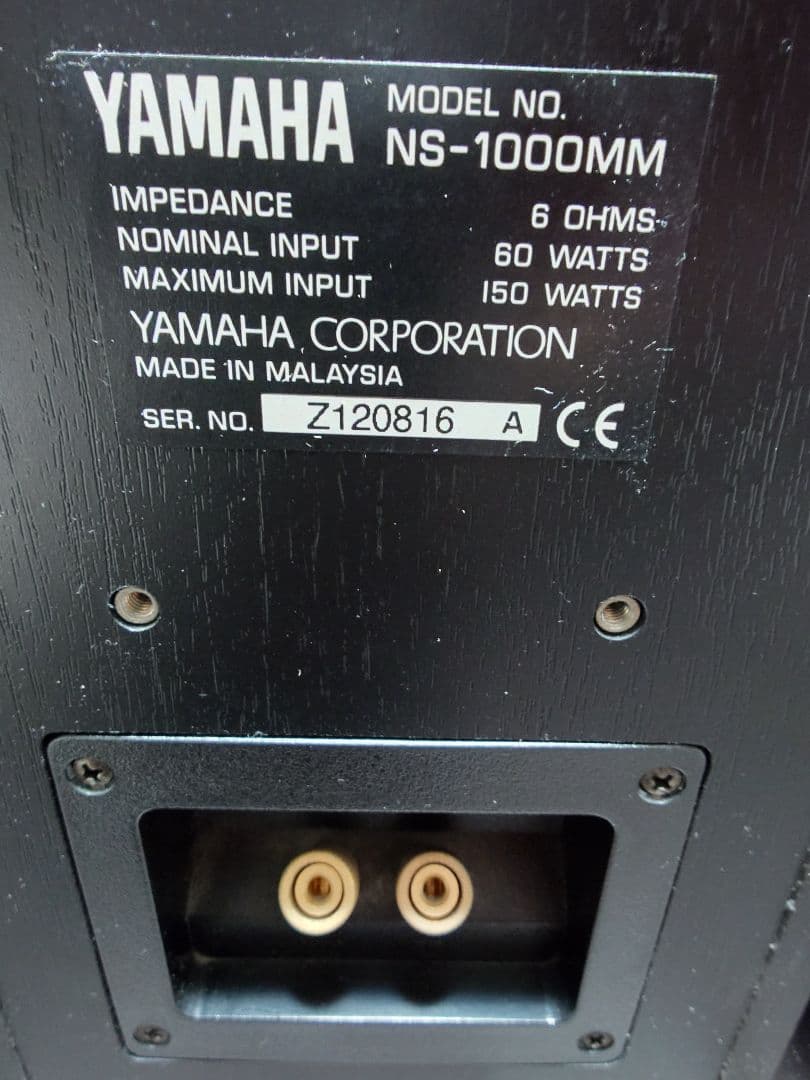 YAMAHA MODEL NO.
NS-1000MM
IMPEDANCE 6 OHMS
NOMINAL INPUT 60 WATTS
MAXIMUM INPUT 150 WATTS
YAMAHA CORPORATION
MADE IN MALAYSIA
SER. NO. Z120816 A CE